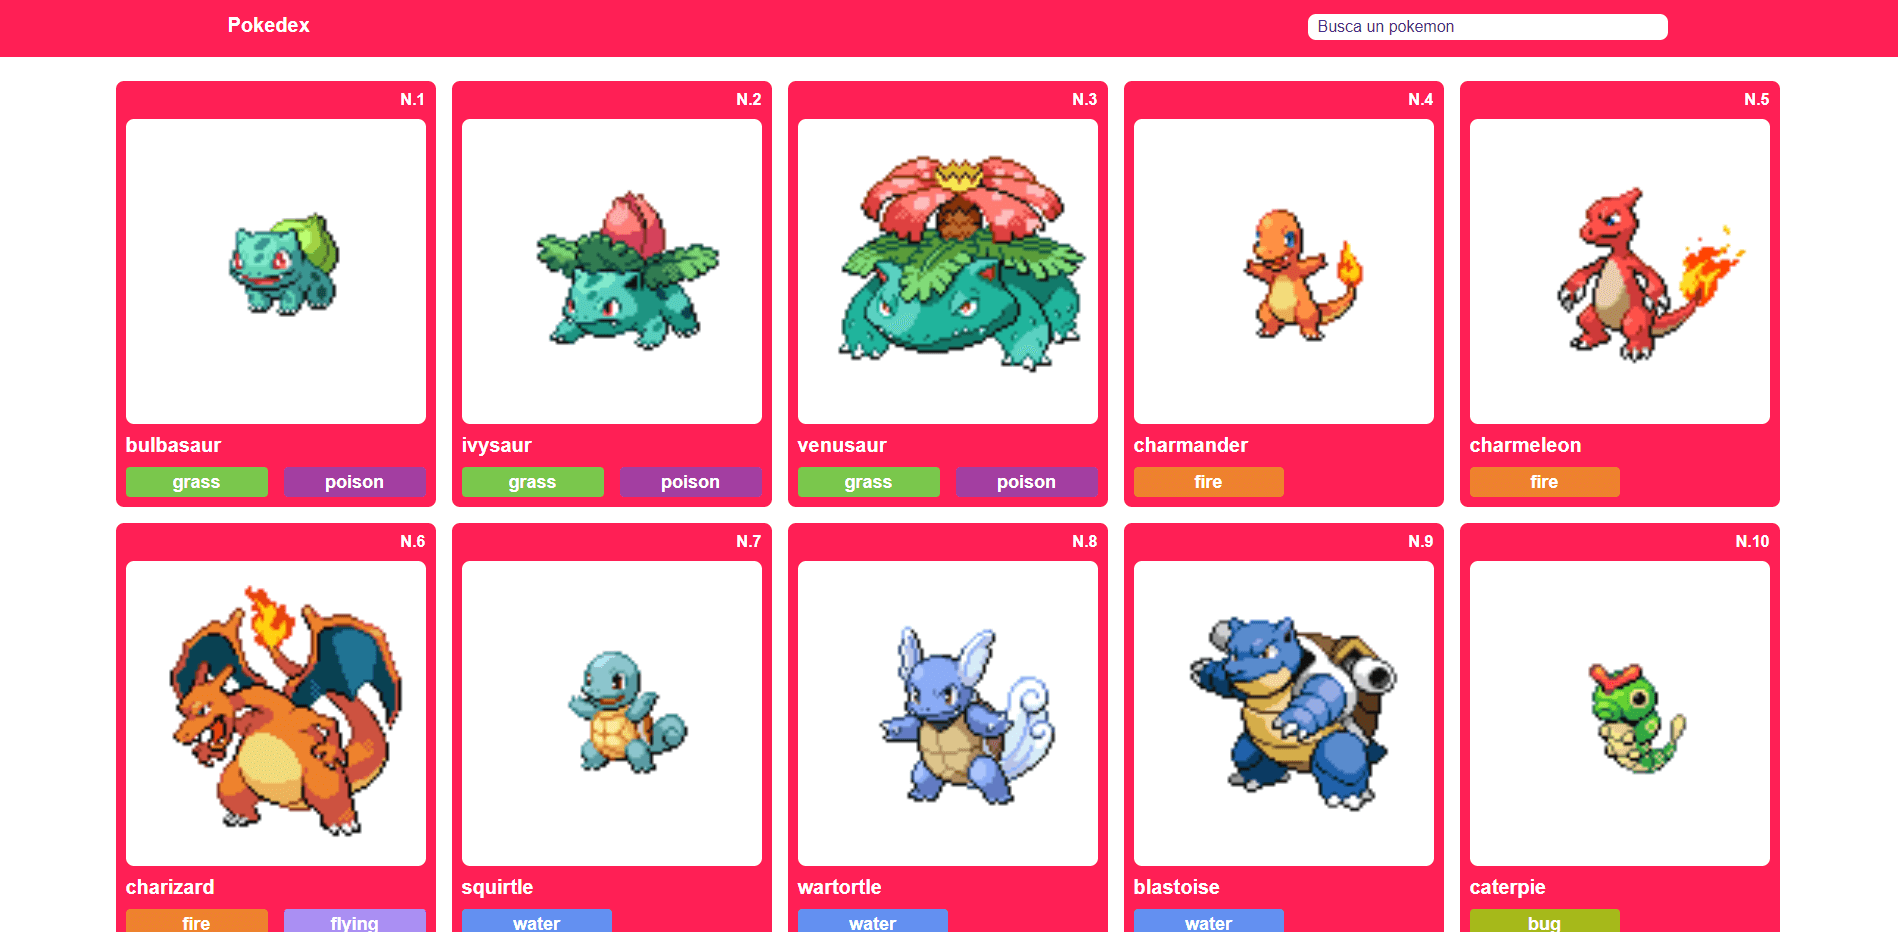 Pokedex
Busca un pokemon
N.1
bulbasaur
grass poison
N.2
ivysaur
grass poison
N.3
venusaur
grass poison
N.4
charmander
fire
N.5
charmeleon
fire
N.6
charizard
fire flying
N.7
squirtle
water
N.8
wartortle
water
N.9
blastoise
water
N.10
caterpie
bug